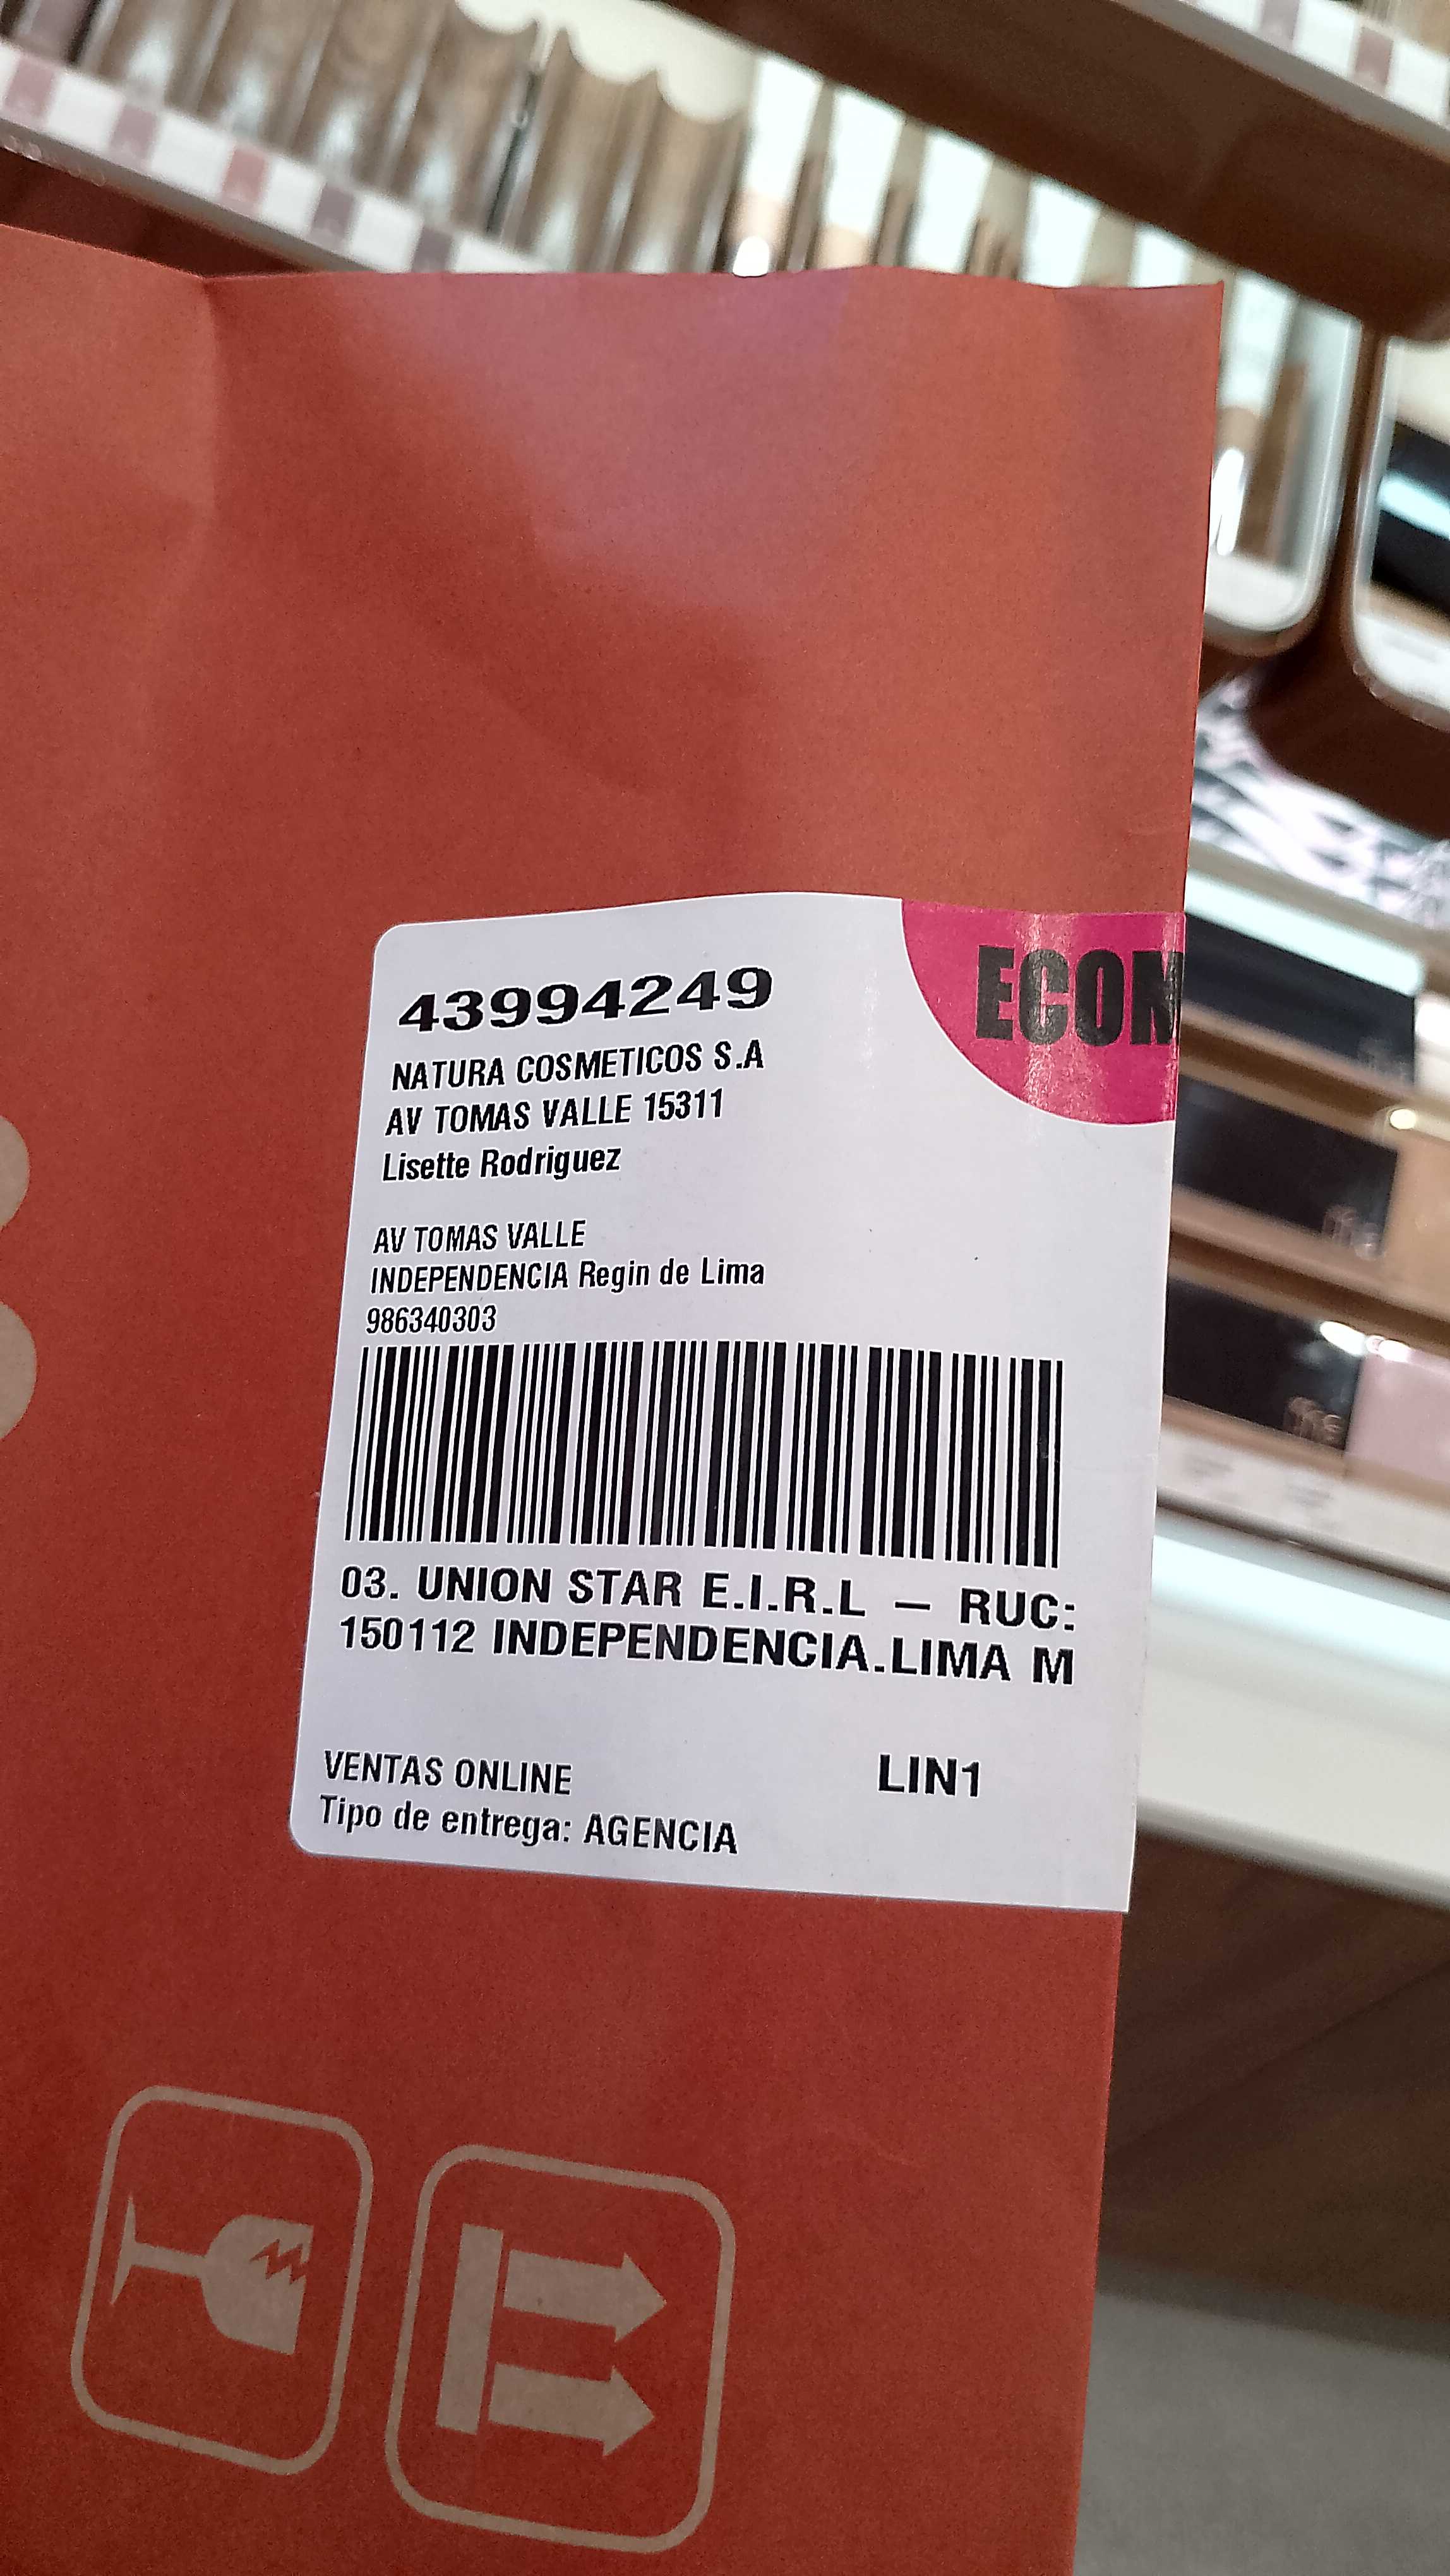 43994249
ECON
NATURA COSMETICOS S.A
AV TOMAS VALLE 15311
Lisette Rodriguez
AV TOMAS VALLE
INDEPENDENCIA Regin de Lima
986340303
03. UNION STAR E.I.R.L – RUC:
150112 INDEPENDENCIA.LIMA M
VENTAS ONLINE
LIN1
Tipo de entrega: AGENCIA